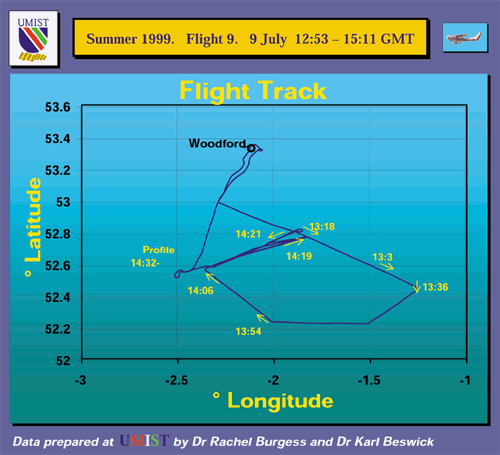 UMIST
Summer 1999. Flight 9. 9 July 12:53 – 15:11 GMT
Flight Track
53.6
53.4
53.2
53
52.8
52.6
52.4
52.2
52
° Latitude
Woodford
14:21
13:18
14:19
Profile
14:32-
13:3
13:36
14:06
13:54
-3
-2.5
-2
-1.5
-1
° Longitude
Data prepared at UMIST by Dr Rachel Burgess and Dr Karl Beswick